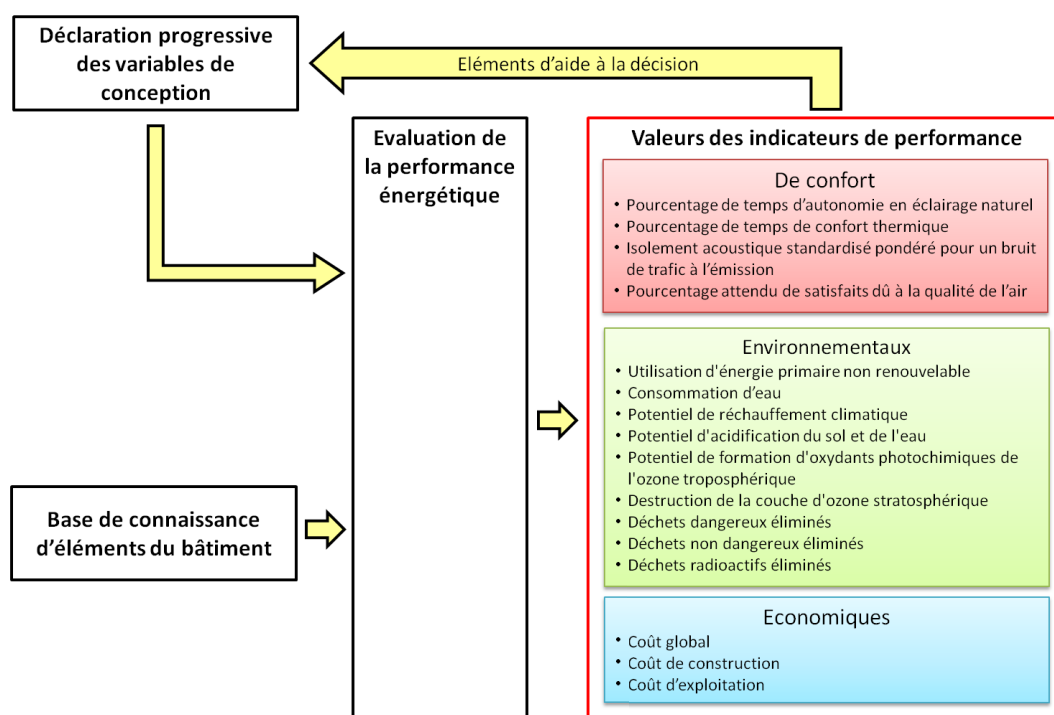 Déclaration progressive
des variables de
conception
Eléments d'aide à la décision
Evaluation de
la performance
énergétique
Base de connaissance
d'éléments du bâtiment
Valeurs des indicateurs de performance
De confort
• Pourcentage de temps d'autonomie en éclairage naturel
• Pourcentage de temps de confort thermique
• Isolement acoustique standardisé pondéré pour un bruit
de trafic à l'émission
• Pourcentage attendu de satisfaits dû à la qualité de l'air
Environnementaux
• Utilisation d'énergie primaire non renouvelable
• Consommation d'eau
• Potentiel de réchauffement climatique
• Potentiel d'acidification du sol et de l'eau
• Potentiel de formation d'oxydants photochimiques de
l'ozone troposphérique
• Destruction de la couche d'ozone stratosphérique
• Déchets dangereux éliminés
• Déchets non dangereux éliminés
• Déchets radioactifs éliminés
Economiques
• Coût global
• Coût de construction
• Coût d'exploitation